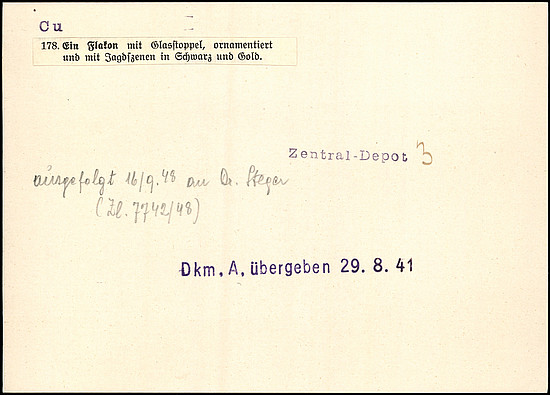 Cu
178. Ein Flakon mit Glasstoppel, ornamentiert
und mit Jagdszenen in Schwarz und Gold.
Zentral-Depot 3
ausgefolgt 16/9.48 an Dr. Steger
(Zl. 7742/48)
Dkm. A. übergeben 29. 8. 41